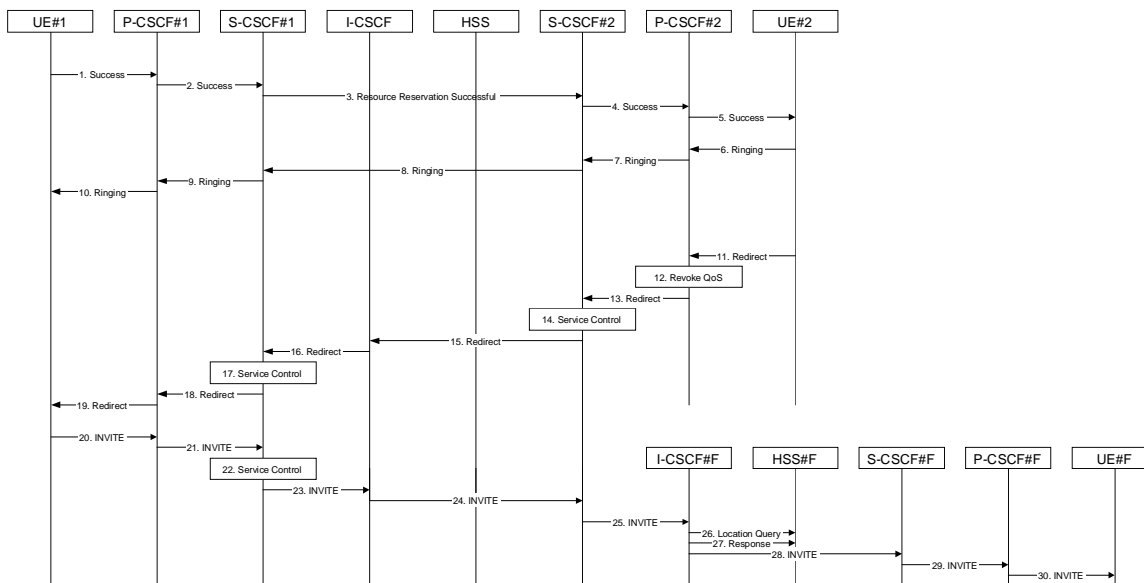 UE#1
P-CSCF#1
S-CSCF#1
I-CSCF
HSS
S-CSCF#2
P-CSCF#2
UE#2
1. Success
2. Success
3. Resource Reservation Successful
4. Success
5. Success
6. Ringing
7. Ringing
8. Ringing
9. Ringing
10. Ringing
11. Redirect
12. Revoke QoS
13. Redirect
14. Service Control
15. Redirect
16. Redirect
17. Service Control
18. Redirect
19. Redirect
20. INVITE
21. INVITE
I-CSCF#F
HSS#F
S-CSCF#F
P-CSCF#F
UE#F
22. Service Control
23. INVITE
24. INVITE
25. INVITE
26. Location Query
27. Response
28. INVITE
29. INVITE
30. INVITE